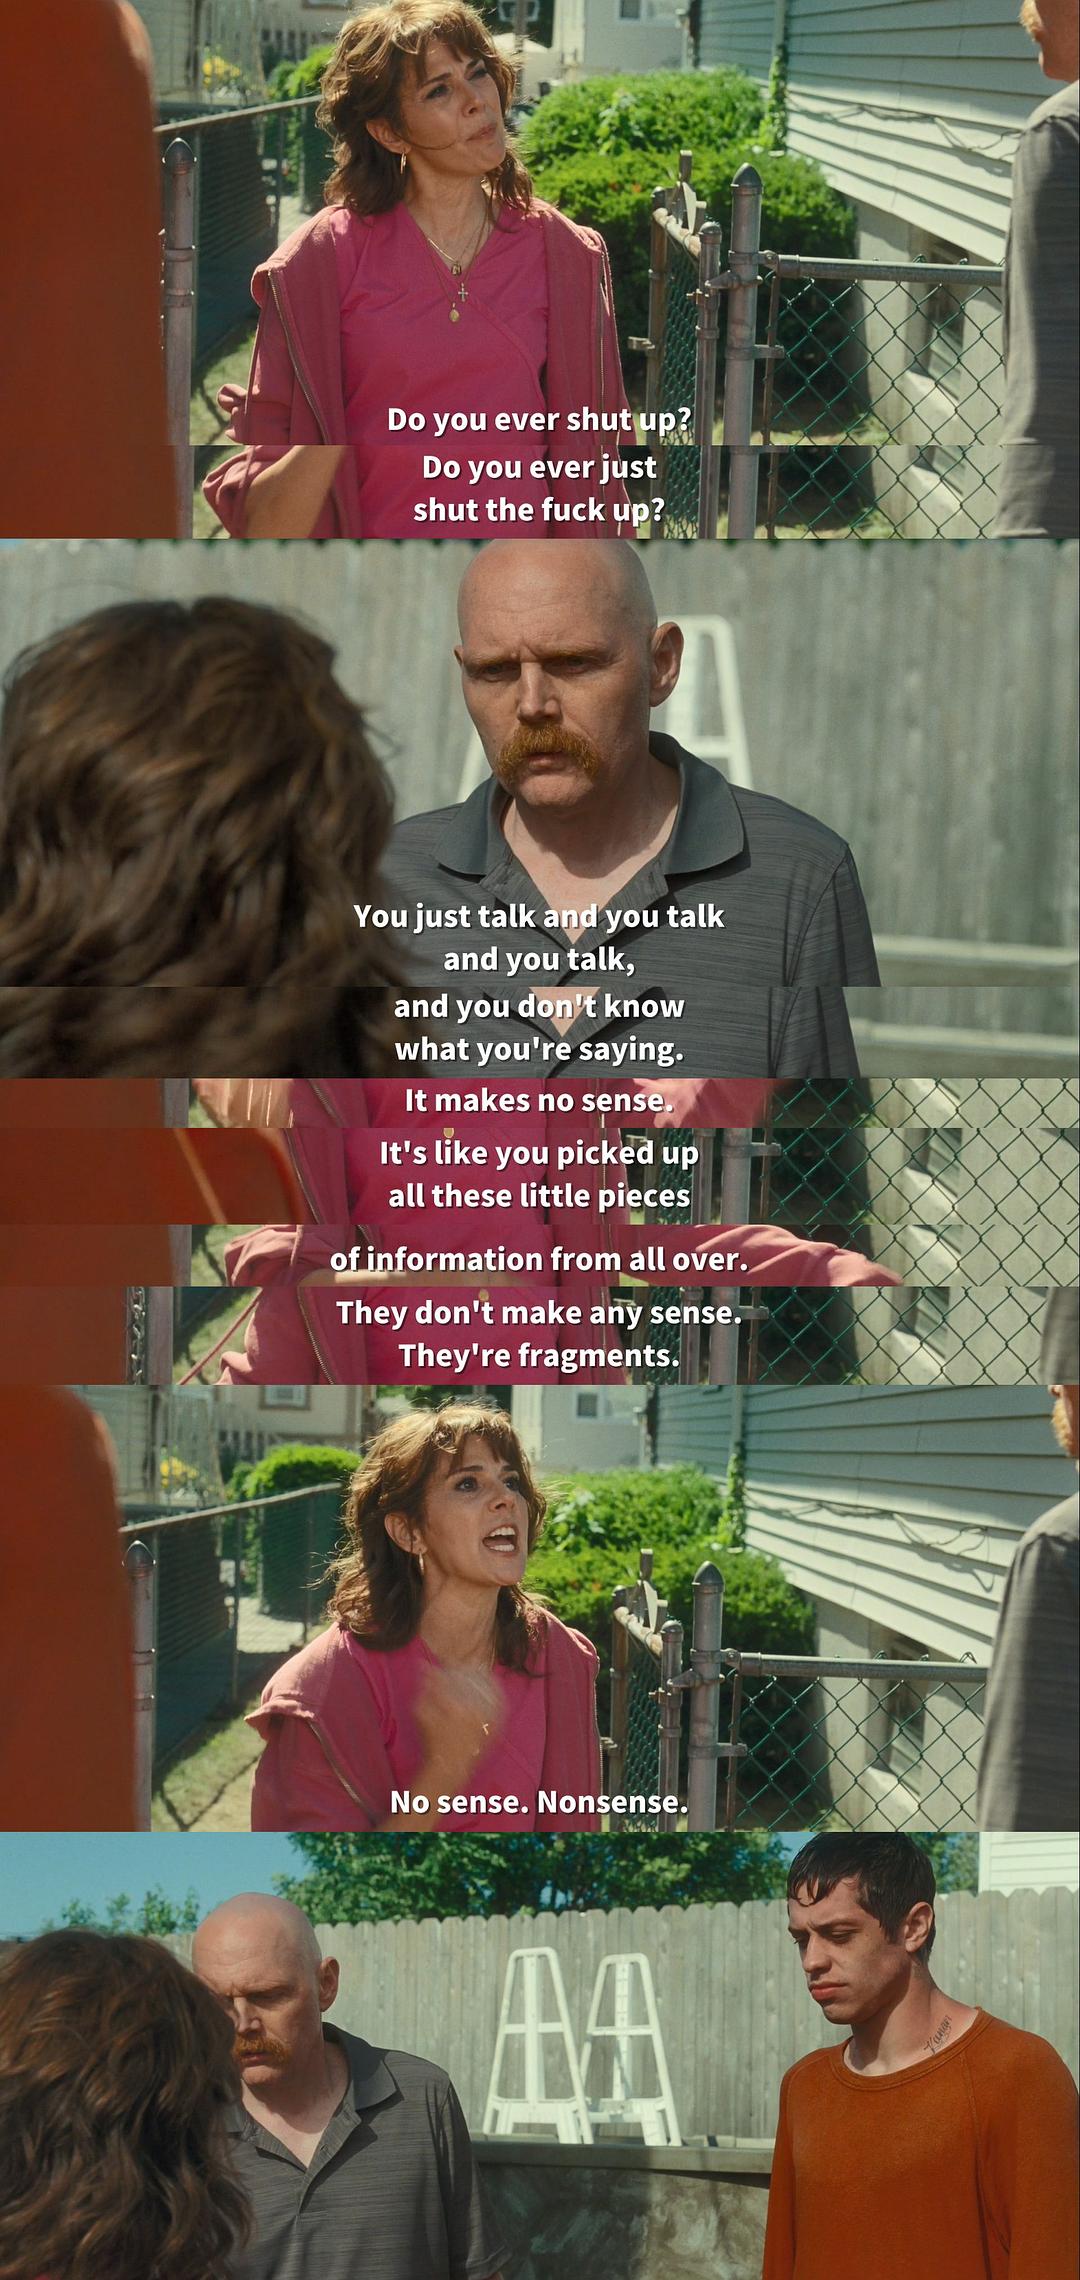 Do you ever shut up?
Do you ever just
shut the fuck up?
You just talk and you talk
and you talk,
and you don't know
what you're saying.
It makes no sense.
It's like you picked up
all these little pieces
of information from all over.
They don't make any sense.
They're fragments.
No sense. Nonsense.